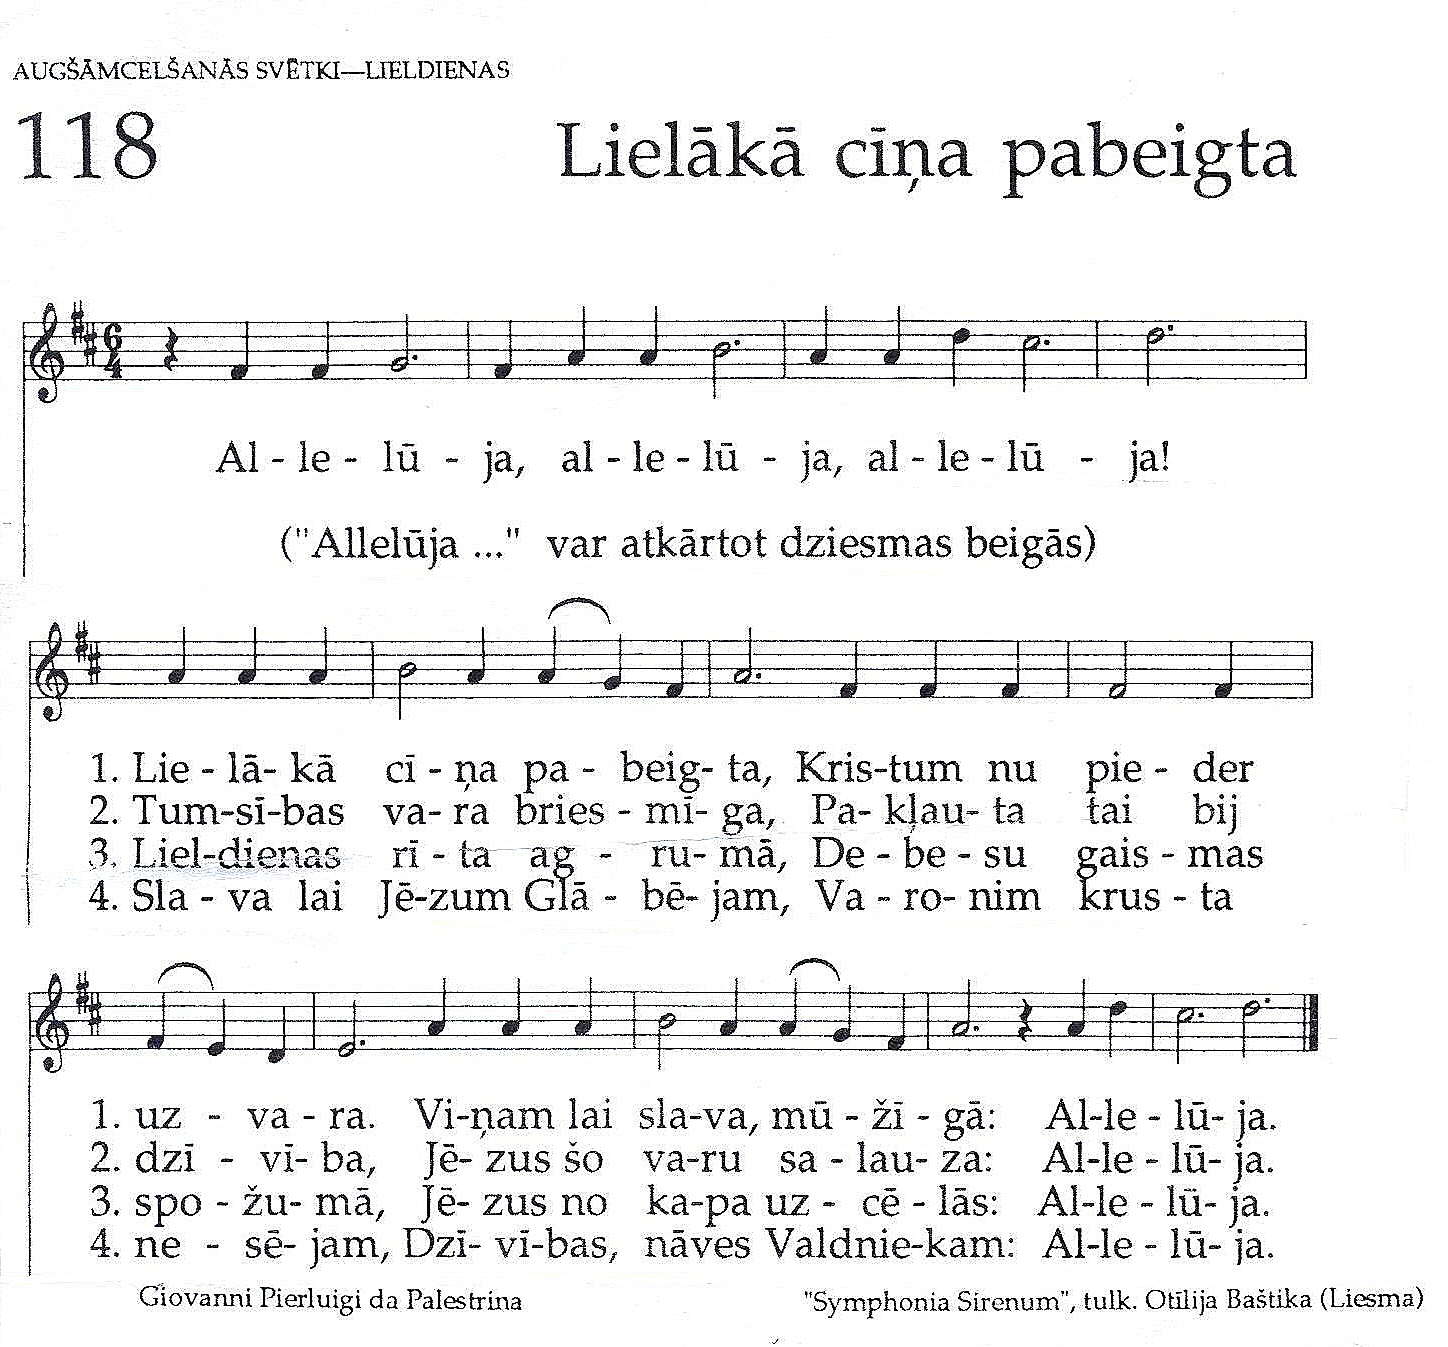 AUGŠĀMCELŠANĀS SVĒTKI—LIELDIENAS
118 Lielākā cīņa pabeigta
6
4
Al - le - lū - ja, al - le - lū - ja, al - le - lū - ja!
("Allelūja ..." var atkārtot dziesmas beigās)
1. Lie - lā- kā cī - ņa pa - beig- ta, Kris-tum nu pie - der
2. Tum-sī-bas va- ra bries - mī- ga, Pa- kļau- ta tai bij
3. Liel-dienas rī - ta ag - ru- mā, De - be - su gais - mas
4. Sla - va lai Jē-zum Glā - bē- jam, Va - ro- nim krus - ta
1. uz - va - ra. Vi-ņam lai sla-va, mū - žī - gā: Al-le - lū- ja.
2. dzī - vī- ba, Jē- zus šo va-ru sa - lau- za: Al-le - lū- ja.
3. spo - žu- mā, Jē- zus no ka-pa uz - cē - lās: Al-le - lū- ja.
4. ne - sē- jam, Dzī- vī-bas, nāves Valdnie-kam: Al-le - lū- ja.
Giovanni Pierluigi da Palestrina "Symphonia Sirenum", tulk. Otīlija Baštika (Liesma)